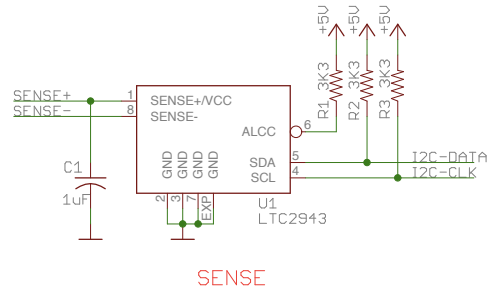 +5V +5V +5V
R1 3K3
R2 3K3
R3 3K3
SENSE+
SENSE-
1 SENSE+/VCC
8 SENSE-
ALCC 6
SDA 5 I2C-DATA
SCL 4 I2C-CLK
GND GND GND GND
2 3 7 EXP
C1
1uF
U1
LTC2943
SENSE